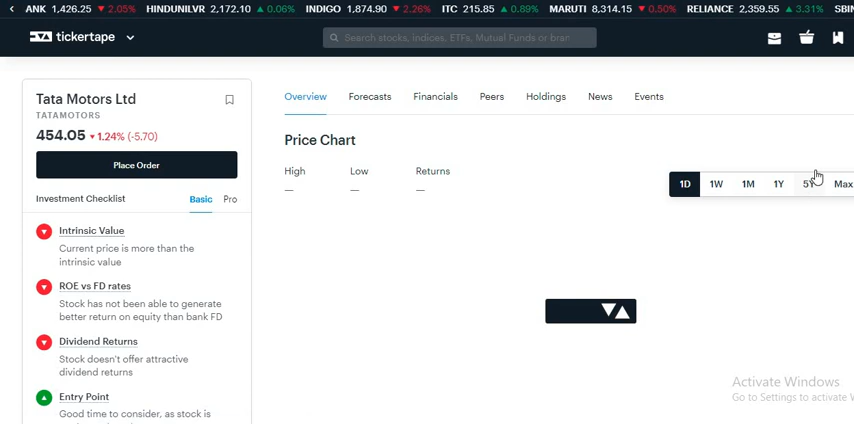 ANK 1,426.25 ▼ 2.05% HINDUNILVR 2,172.10 ▲ 0.06% INDIGO 1,874.90 ▼ 2.26% ITC 215.85 ▲ 0.89% MARUTI 8,314.15 ▼ 0.50% RELIANCE 2,359.55 ▲ 3.31% SBIN
tickertape
Search stocks, indices, ETFs, Mutual Funds or bran
Tata Motors Ltd
TATAMOTORS
454.05 ▼ 1.24% (-5.70)
Place Order
Investment Checklist Basic Pro
Intrinsic Value
Current price is more than the
intrinsic value
ROE vs FD rates
Stock has not been able to generate
better return on equity than bank FD
Dividend Returns
Stock doesn't offer attractive
dividend returns
Entry Point
Good time to consider, as stock is
Overview Forecasts Financials Peers Holdings News Events
Price Chart
High Low Returns
— — —
1D 1W 1M 1Y 5Y Max
Activate Windows
Go to Settings to activate W